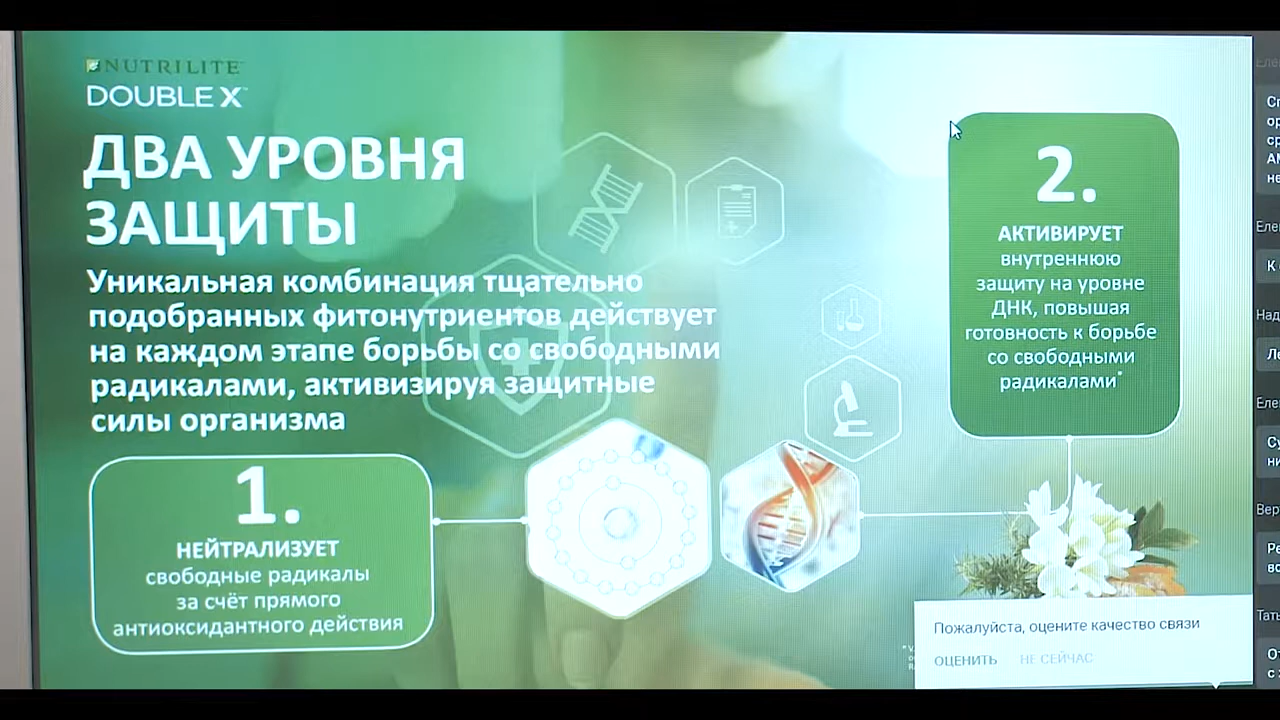 NUTRILITE
DOUBLE X™
ДВА УРОВНЯ
ЗАЩИТЫ
Уникальная комбинация тщательно
подобранных фитонутриентов действует
на каждом этапе борьбы со свободными
радикалами, активизируя защитные
силы организма
1.
НЕЙТРАЛИЗУЕТ
свободные радикалы
за счёт прямого
антиоксидантного действия
2.
АКТИВИРУЕТ
внутреннюю
защиту на уровне
ДНК, повышая
готовность к борьбе
со свободными
радикалами*
Пожалуйста, оцените качество связи
ОЦЕНИТЬ НЕ СЕЙЧАС